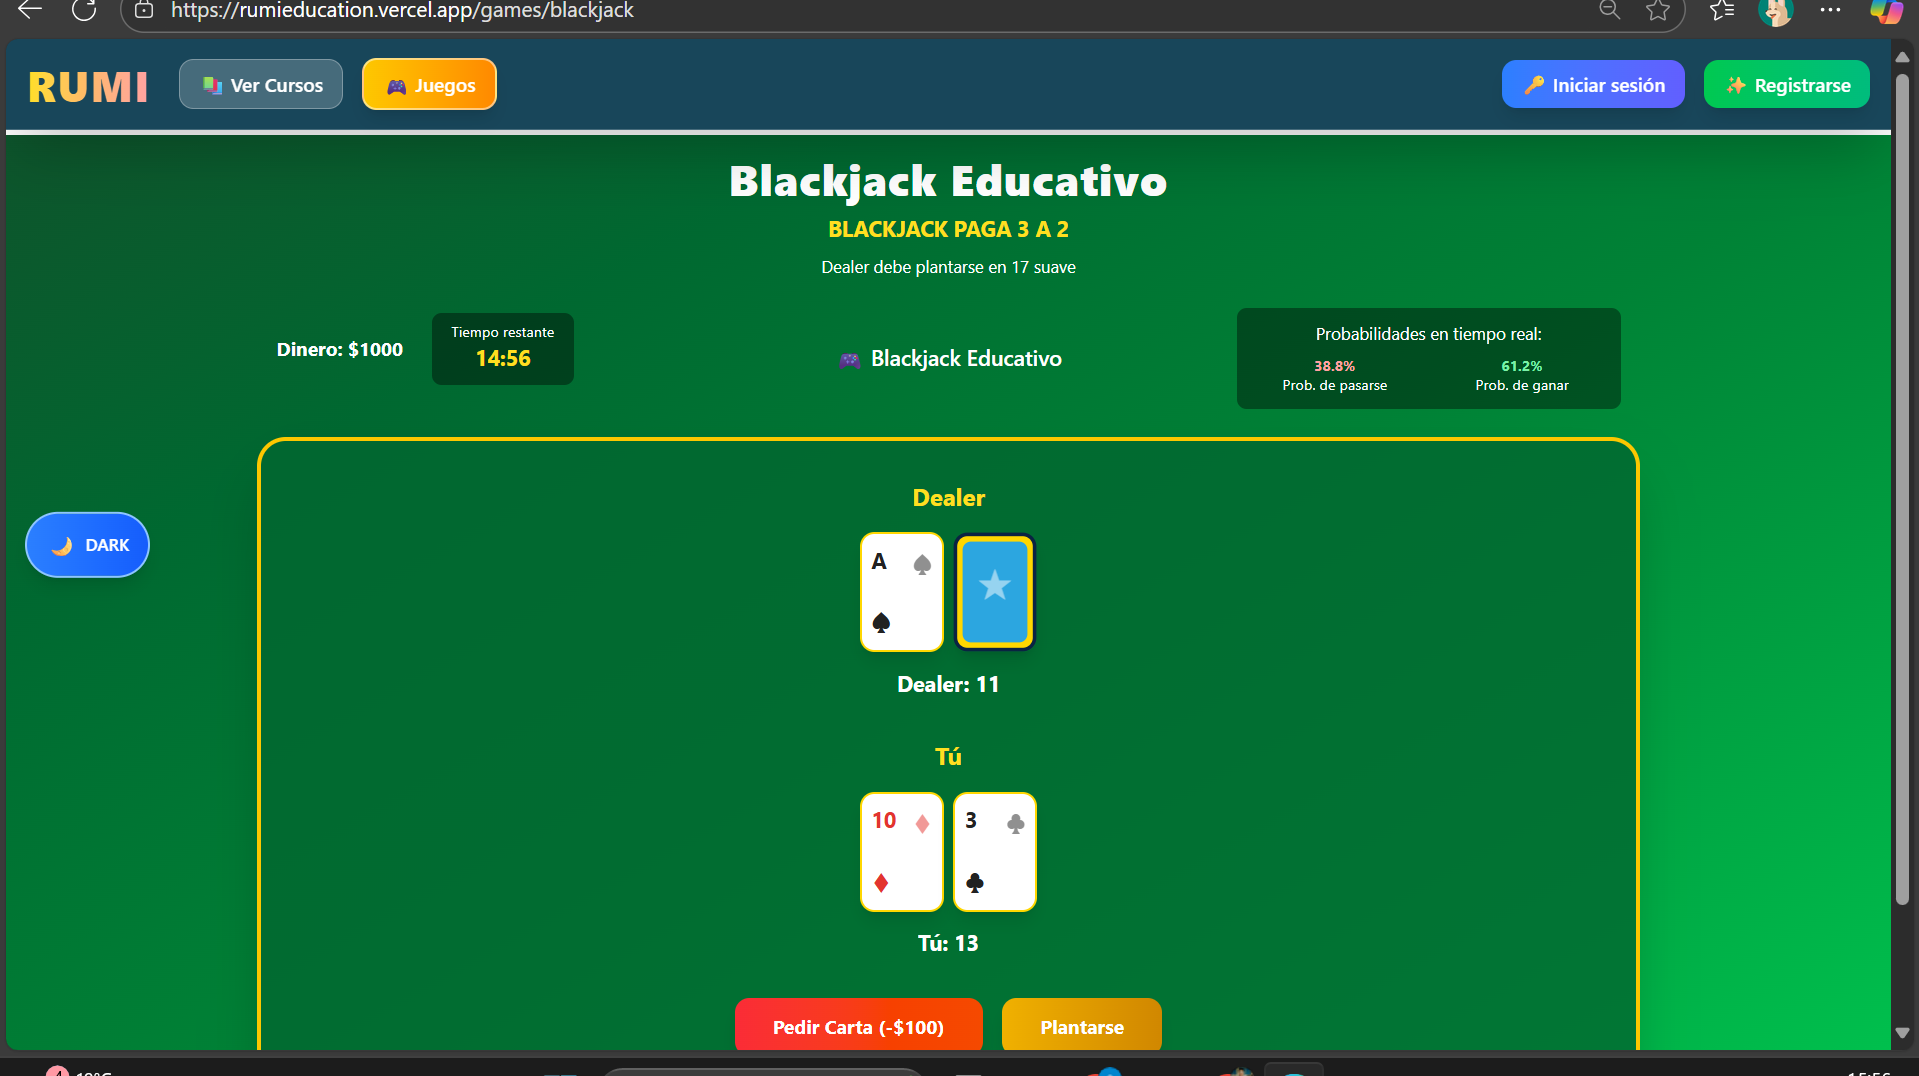 https://rumieducation.vercel.app/games/blackjack
RUMI
Ver Cursos
Juegos
Iniciar sesión
Registrarse
Blackjack Educativo
BLACKJACK PAGA 3 A 2
Dealer debe plantarse en 17 suave
Dinero: $1000
Tiempo restante
14:56
Blackjack Educativo
Probabilidades en tiempo real:
38.8%
Prob. de pasarse
61.2%
Prob. de ganar
DARK
Dealer
A
Dealer: 11
Tú
10
3
Tú: 13
Pedir Carta (-$100)
Plantarse